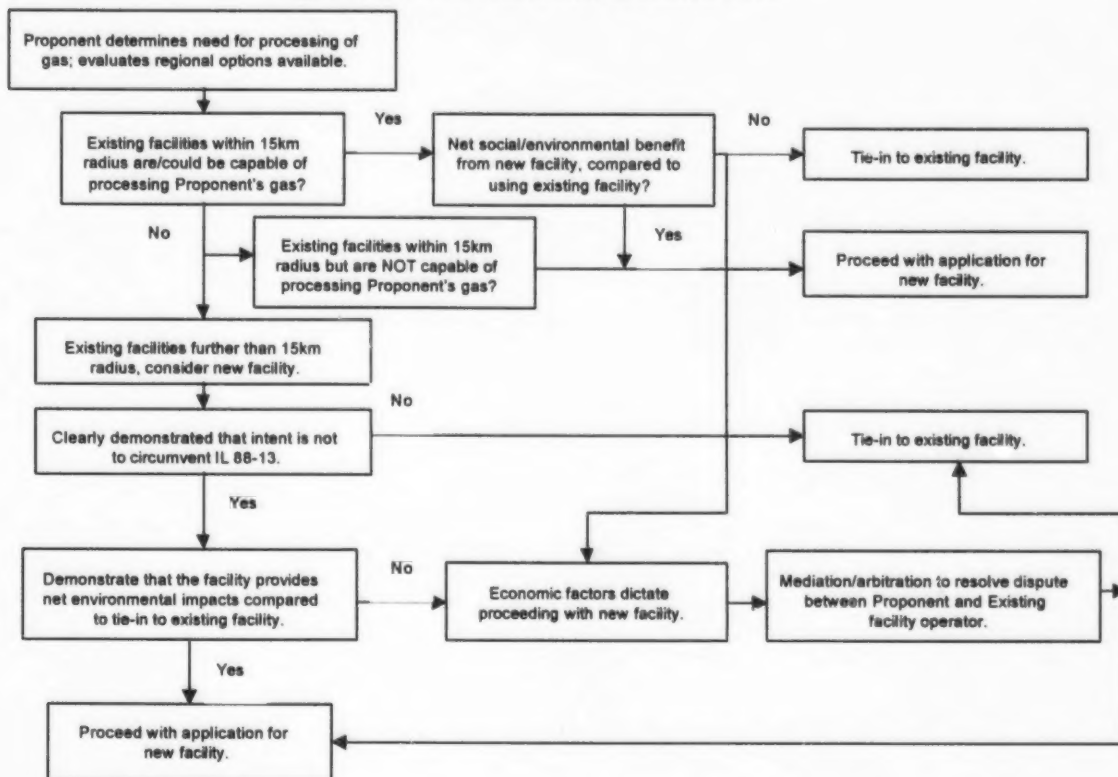 Proponent determines need for processing of
gas; evaluates regional options available.
Yes
No
Existing facilities within 15km
radius are/could be capable of
processing Proponent's gas?
Net social/environmental benefit
from new facility, compared to
using existing facility?
Tie-in to existing facility.
No
Yes
Existing facilities within 15km
radius but are NOT capable of
processing Proponent's gas?
Proceed with application for
new facility.
Existing facilities further than 15km
radius, consider new facility.
No
Clearly demonstrated that intent is not
to circumvent IL 88-13.
Tie-in to existing facility.
Yes
Demonstrate that the facility provides
net environmental impacts compared
to tie-in to existing facility.
No
Economic factors dictate
proceeding with new facility.
Mediation/arbitration to resolve dispute
between Proponent and Existing
facility operator.
Yes
Proceed with application for
new facility.